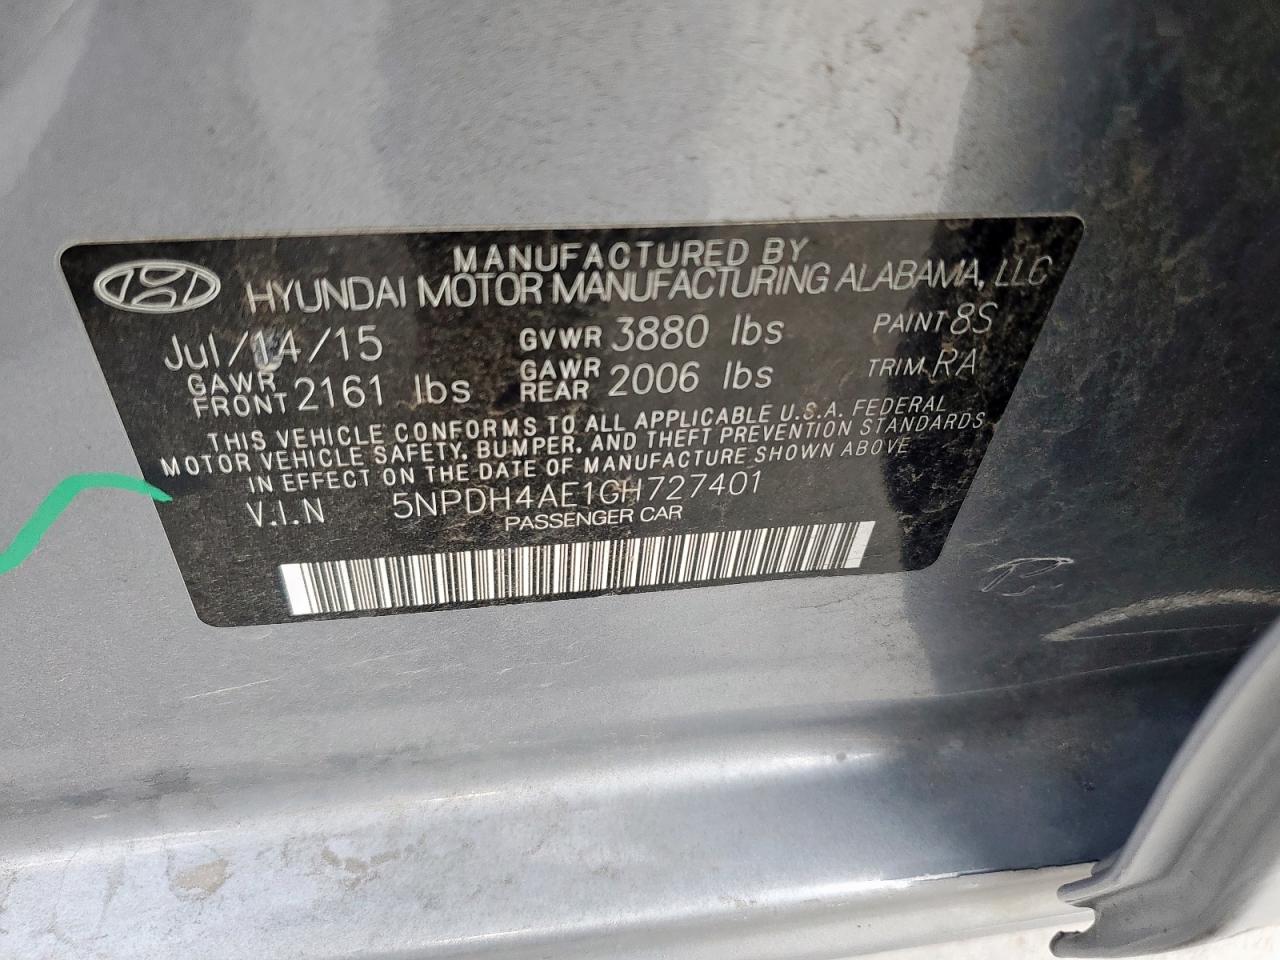 MANUFACTURED BY
HYUNDAI MOTOR MANUFACTURING ALABAMA, LLC
Jul/14/15 GVWR 3880 lbs PAINT 8S
GAWR FRONT 2161 lbs GAWR REAR 2006 lbs TRIM RA
THIS VEHICLE CONFORMS TO ALL APPLICABLE U.S.A. FEDERAL
MOTOR VEHICLE SAFETY, BUMPER, AND THEFT PREVENTION STANDARDS
IN EFFECT ON THE DATE OF MANUFACTURE SHOWN ABOVE
V.I.N 5NPDH4AE1GH727401
PASSENGER CAR